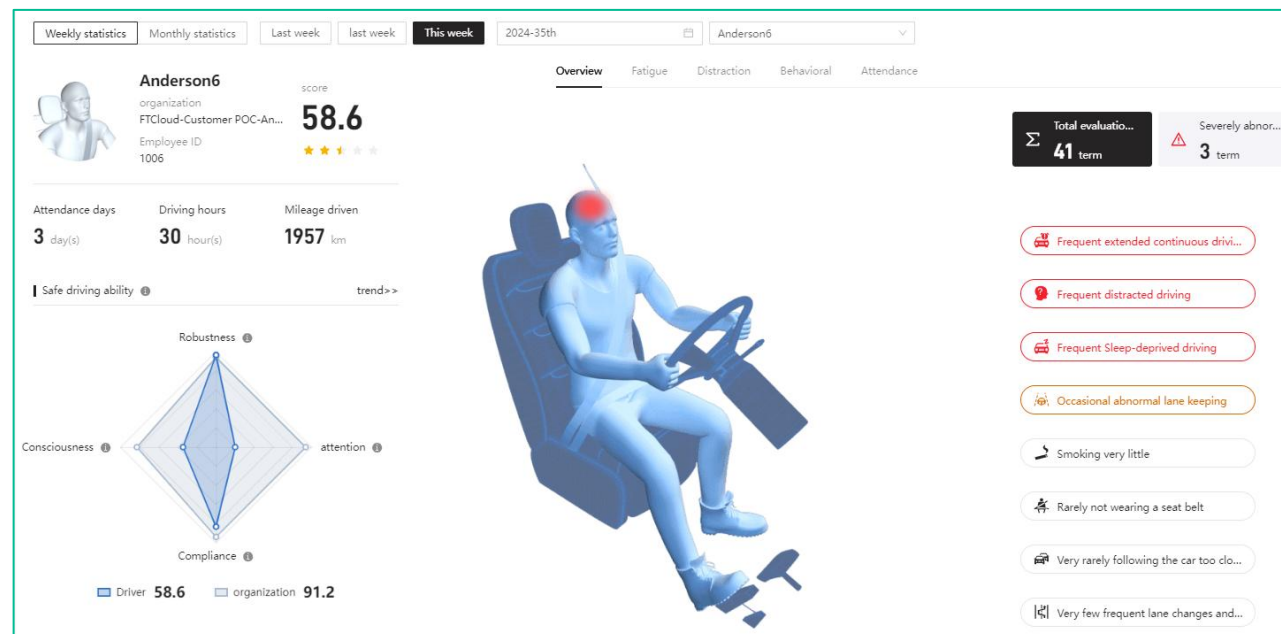 Weekly statistics Monthly statistics Last week last week This week 2024-35th Anderson6
Overview Fatigue Distraction Behavioral Attendance
Anderson6
organization
FTCloud-Customer POC-An...
Employee ID
1006
score
58.6
Total evaluatio...
41 term
Severely abnor...
3 term
Attendance days Driving hours Mileage driven
3 day(s) 30 hour(s) 1957 km
Safe driving ability trend>>
Robustness
Consciousness attention
Compliance
Driver 58.6 organization 91.2
Frequent extended continuous drivi...
Frequent distracted driving
Frequent Sleep-deprived driving
Occasional abnormal lane keeping
Smoking very little
Rarely not wearing a seat belt
Very rarely following the car too clo...
Very few frequent lane changes and...